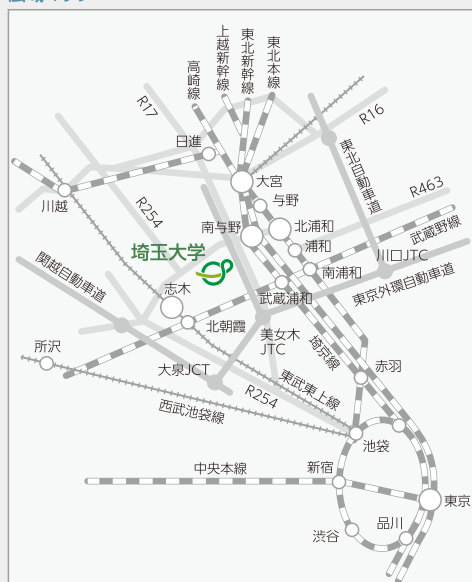 東北本線
東北新幹線
上越新幹線
高崎線
R17
R16
日進
東北自動車道
大宮
川越
与野
R463
R254
南与野
北浦和
武蔵野線
浦和
埼玉大学
川口JTC
南浦和
関越自動車道
志木
武蔵浦和
東京外環自動車道
北朝霞
美女木
JTC
埼京線
所沢
大泉JCT
赤羽
東武東上線
R254
西武池袋線
池袋
中央本線
新宿
東京
品川
渋谷